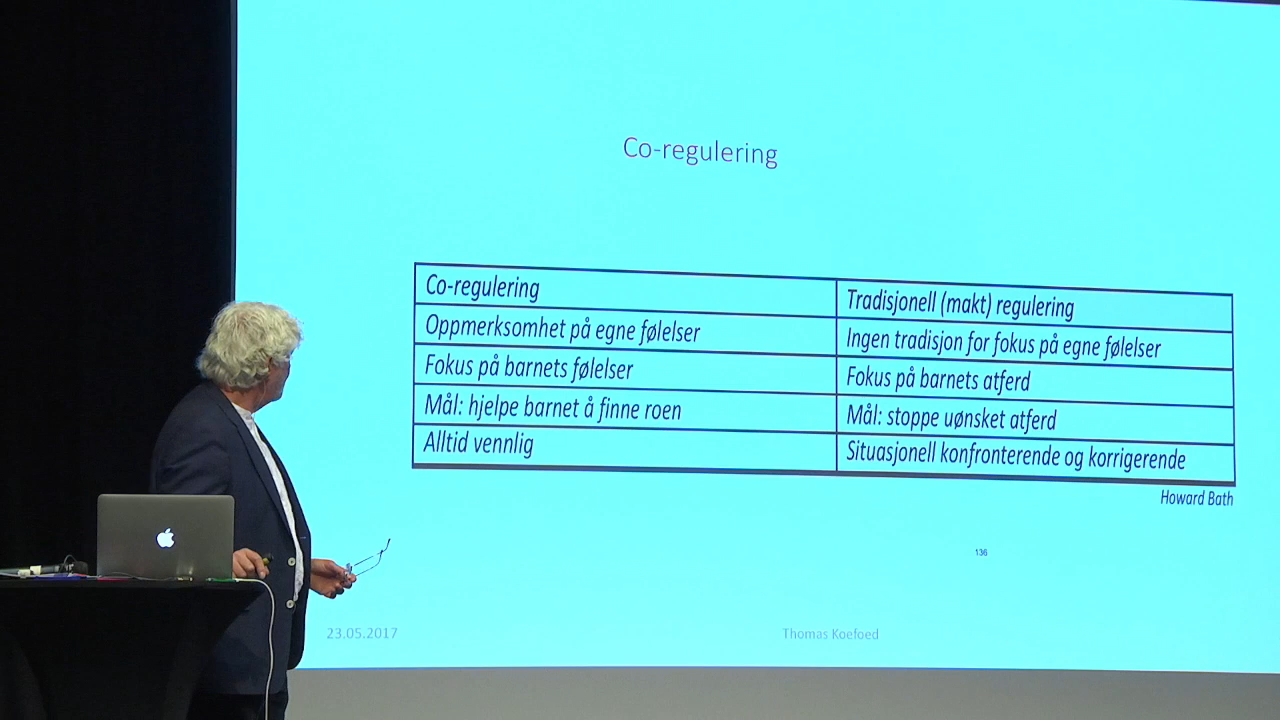 Co-regulering
Co-regulering
Tradisjonell (makt) regulering
Oppmerksomhet på egne følelser
Ingen tradisjon for fokus på egne følelser
Fokus på barnets følelser
Fokus på barnets atferd
Mål: hjelpe barnet å finne roen
Mål: stoppe uønsket atferd
Alltid vennlig
Situasjonell konfronterende og korrigerende
Howard Bath
136
23.05.2017
Thomas Koefoed